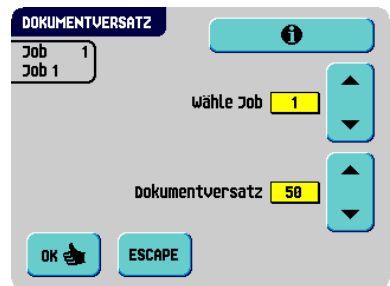 DOKUMENTVERSATZ
Job 1
Job 1
Wähle Job 1
Dokumentversatz 50
OK ESCAPE